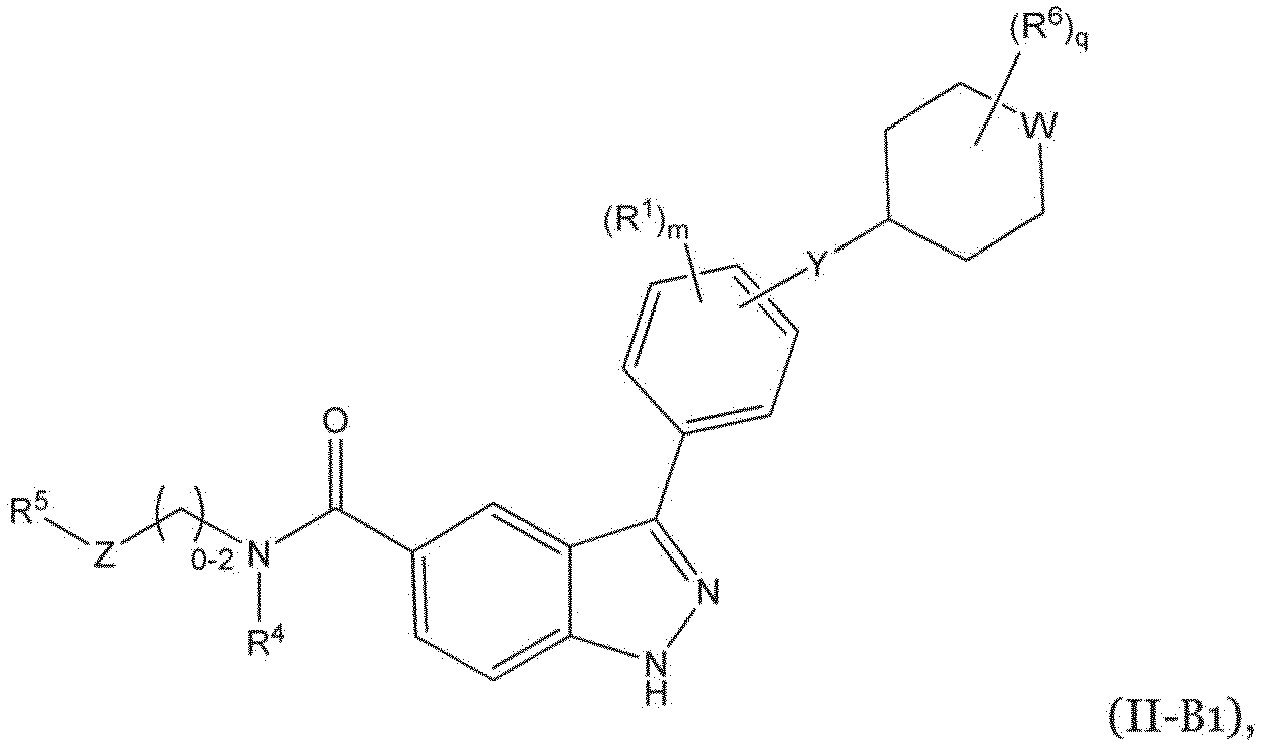 (R⁶)q
W
(R¹)m
Y
O
R⁵
Z
( )0-2
N
R⁴
N
N
H
(II-B1),